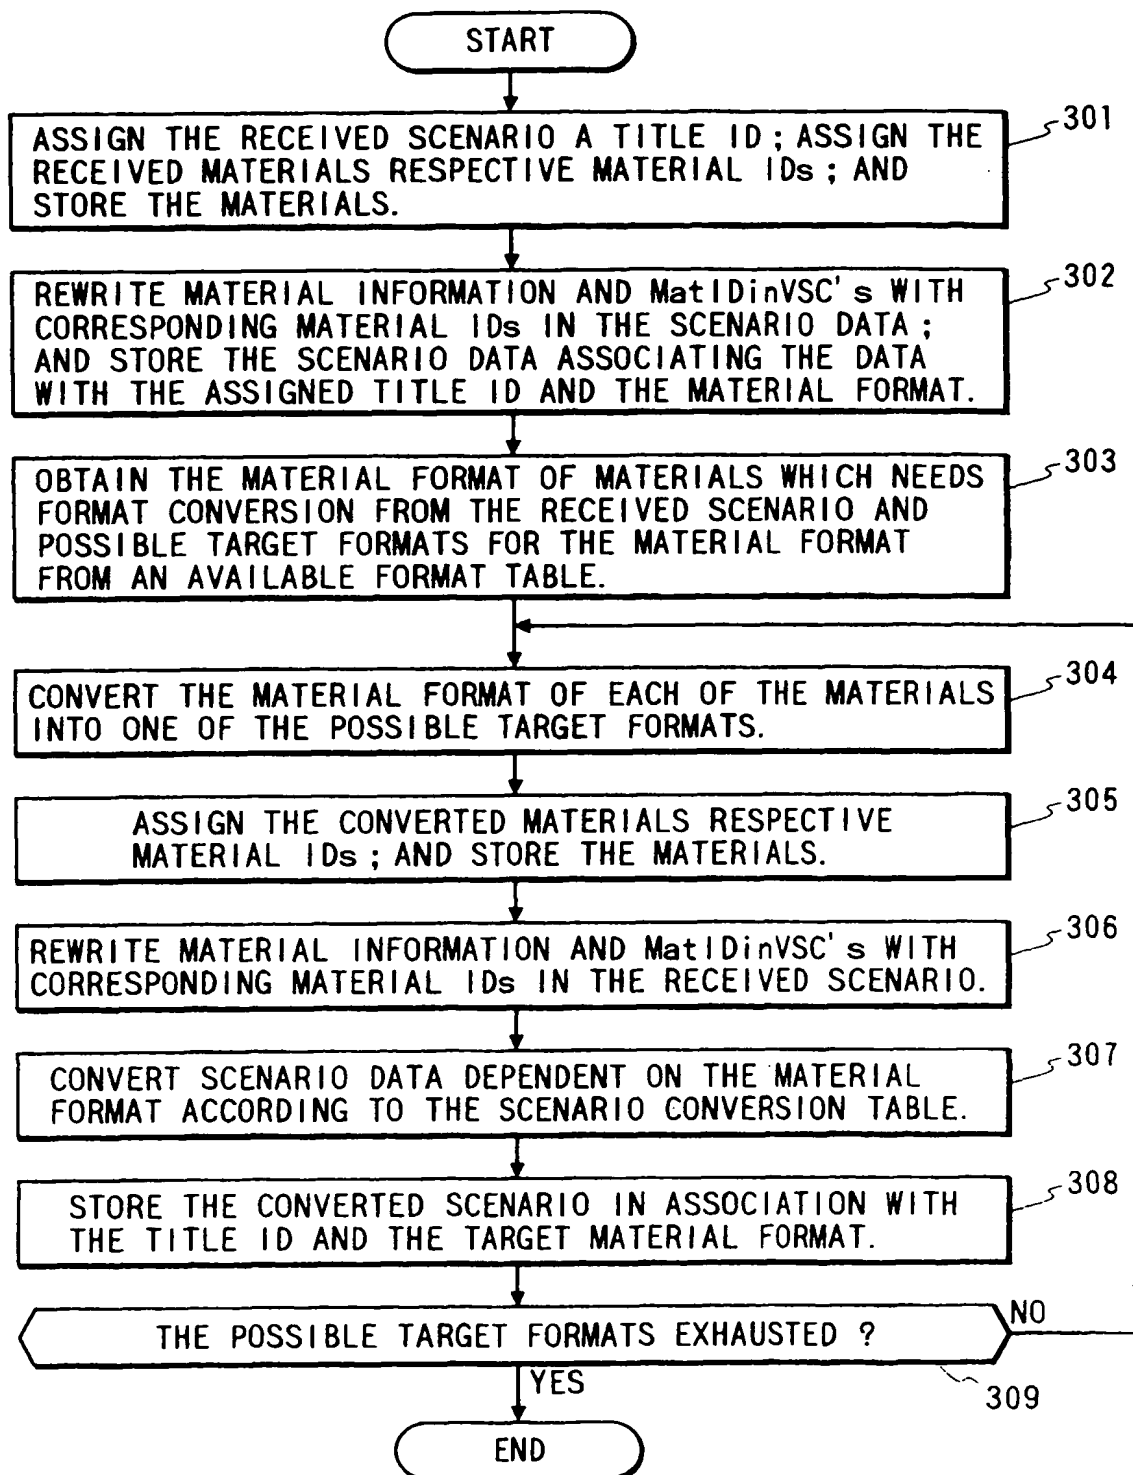 START
301
ASSIGN THE RECEIVED SCENARIO A TITLE ID; ASSIGN THE
RECEIVED MATERIALS RESPECTIVE MATERIAL IDs; AND
STORE THE MATERIALS.
302
REWRITE MATERIAL INFORMATION AND MatIDinVSC's WITH
CORRESPONDING MATERIAL IDs IN THE SCENARIO DATA;
AND STORE THE SCENARIO DATA ASSOCIATING THE DATA
WITH THE ASSIGNED TITLE ID AND THE MATERIAL FORMAT.
303
OBTAIN THE MATERIAL FORMAT OF MATERIALS WHICH NEEDS
FORMAT CONVERSION FROM THE RECEIVED SCENARIO AND
POSSIBLE TARGET FORMATS FOR THE MATERIAL FORMAT
FROM AN AVAILABLE FORMAT TABLE.
304
CONVERT THE MATERIAL FORMAT OF EACH OF THE MATERIALS
INTO ONE OF THE POSSIBLE TARGET FORMATS.
305
ASSIGN THE CONVERTED MATERIALS RESPECTIVE
MATERIAL IDs; AND STORE THE MATERIALS.
306
REWRITE MATERIAL INFORMATION AND MatIDinVSC's WITH
CORRESPONDING MATERIAL IDs IN THE RECEIVED SCENARIO.
307
CONVERT SCENARIO DATA DEPENDENT ON THE MATERIAL
FORMAT ACCORDING TO THE SCENARIO CONVERSION TABLE.
308
STORE THE CONVERTED SCENARIO IN ASSOCIATION WITH
THE TITLE ID AND THE TARGET MATERIAL FORMAT.
THE POSSIBLE TARGET FORMATS EXHAUSTED ?
NO
YES
309
END